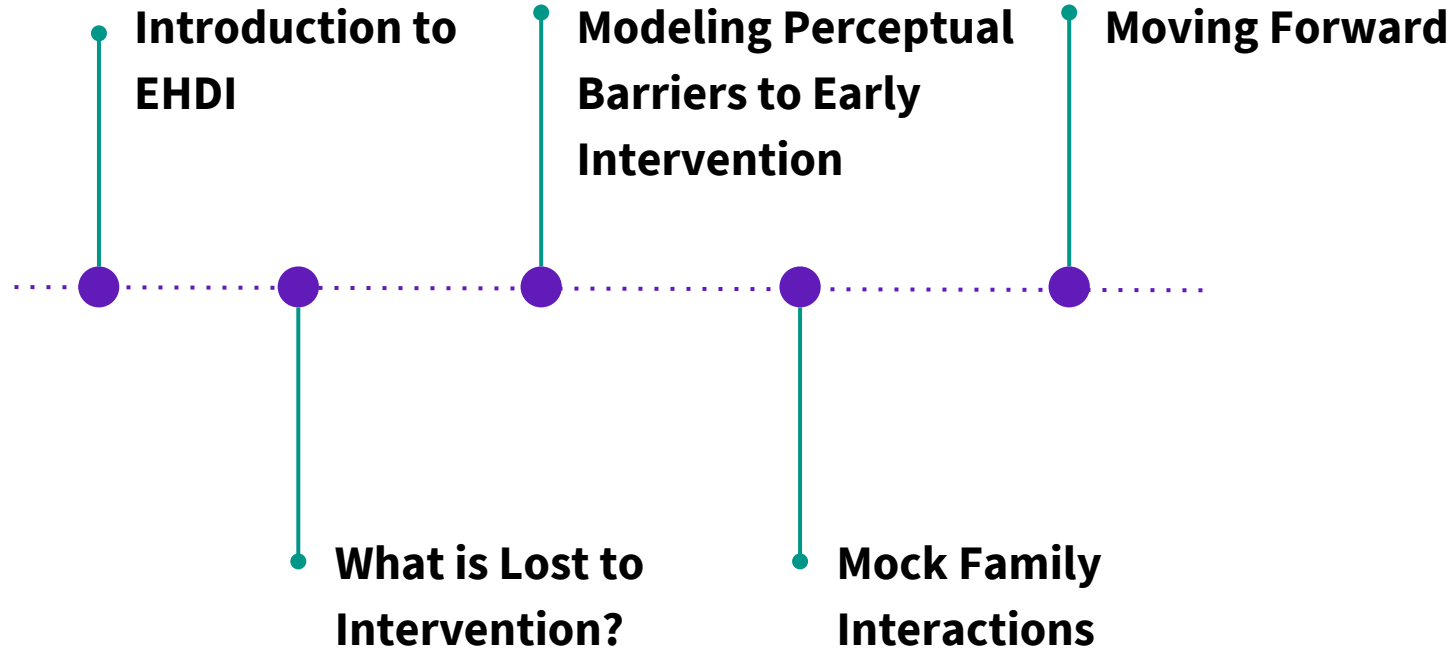 Introduction to
EHDI
What is Lost to
Intervention?
Modeling Perceptual
Barriers to Early
Intervention
Mock Family
Interactions
Moving Forward